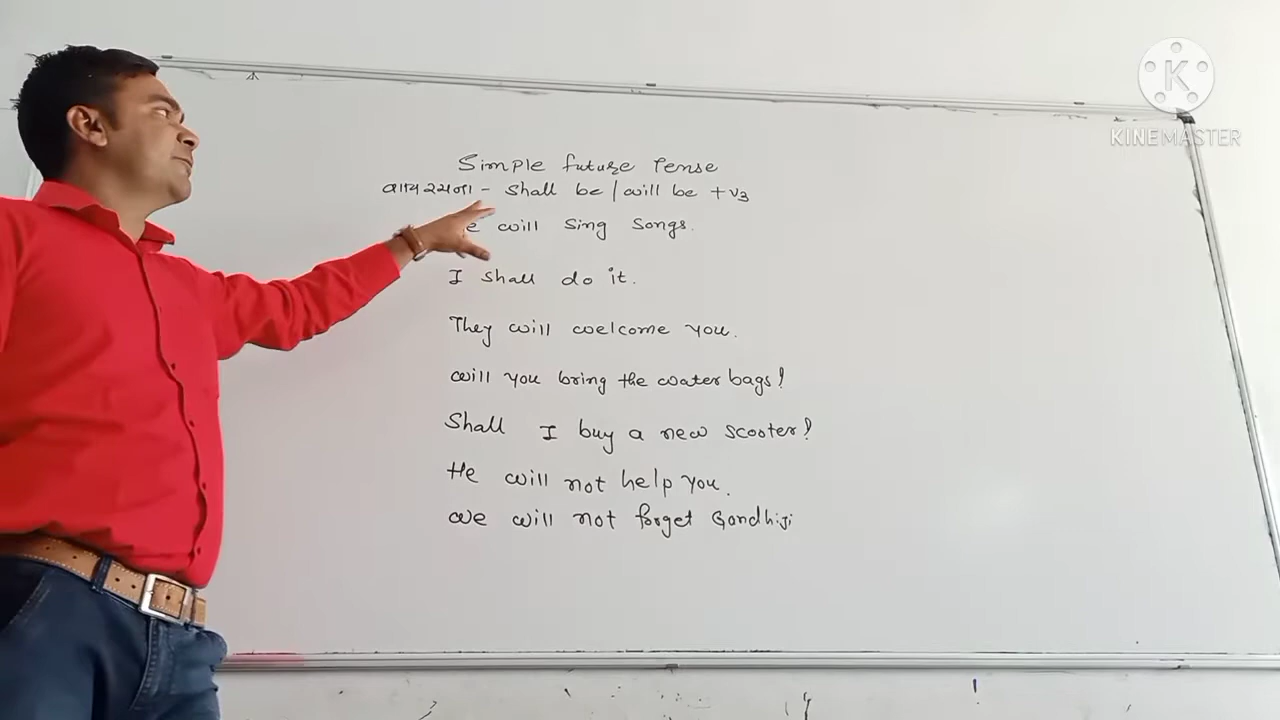 Simple future Tense
વાક્યરચના - Shall be / will be + V3
e will Sing Songs.
I shall do it.
They will welcome you.
will you bring the water bags?
Shall I buy a new scooter?
He will not help you.
we will not forget Gandhiji
KINEMASTER